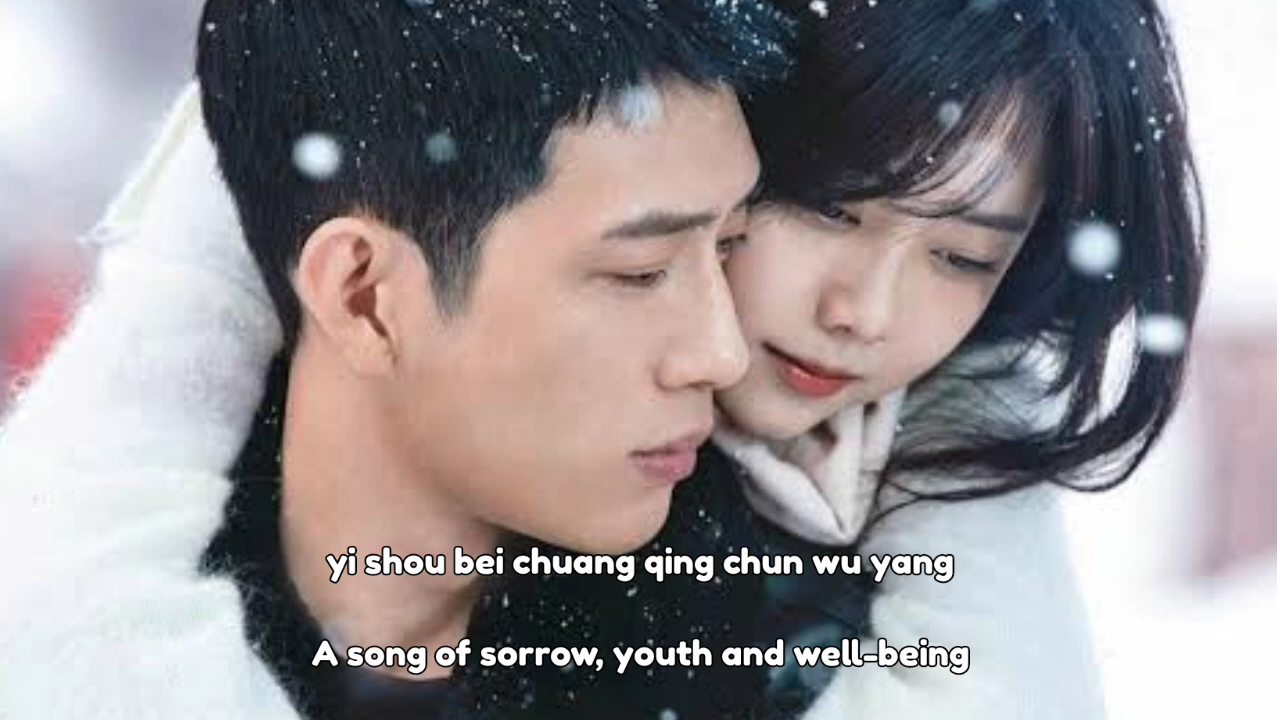 yi shou bei chuang qing chun wu yang
A song of sorrow, youth and well-being